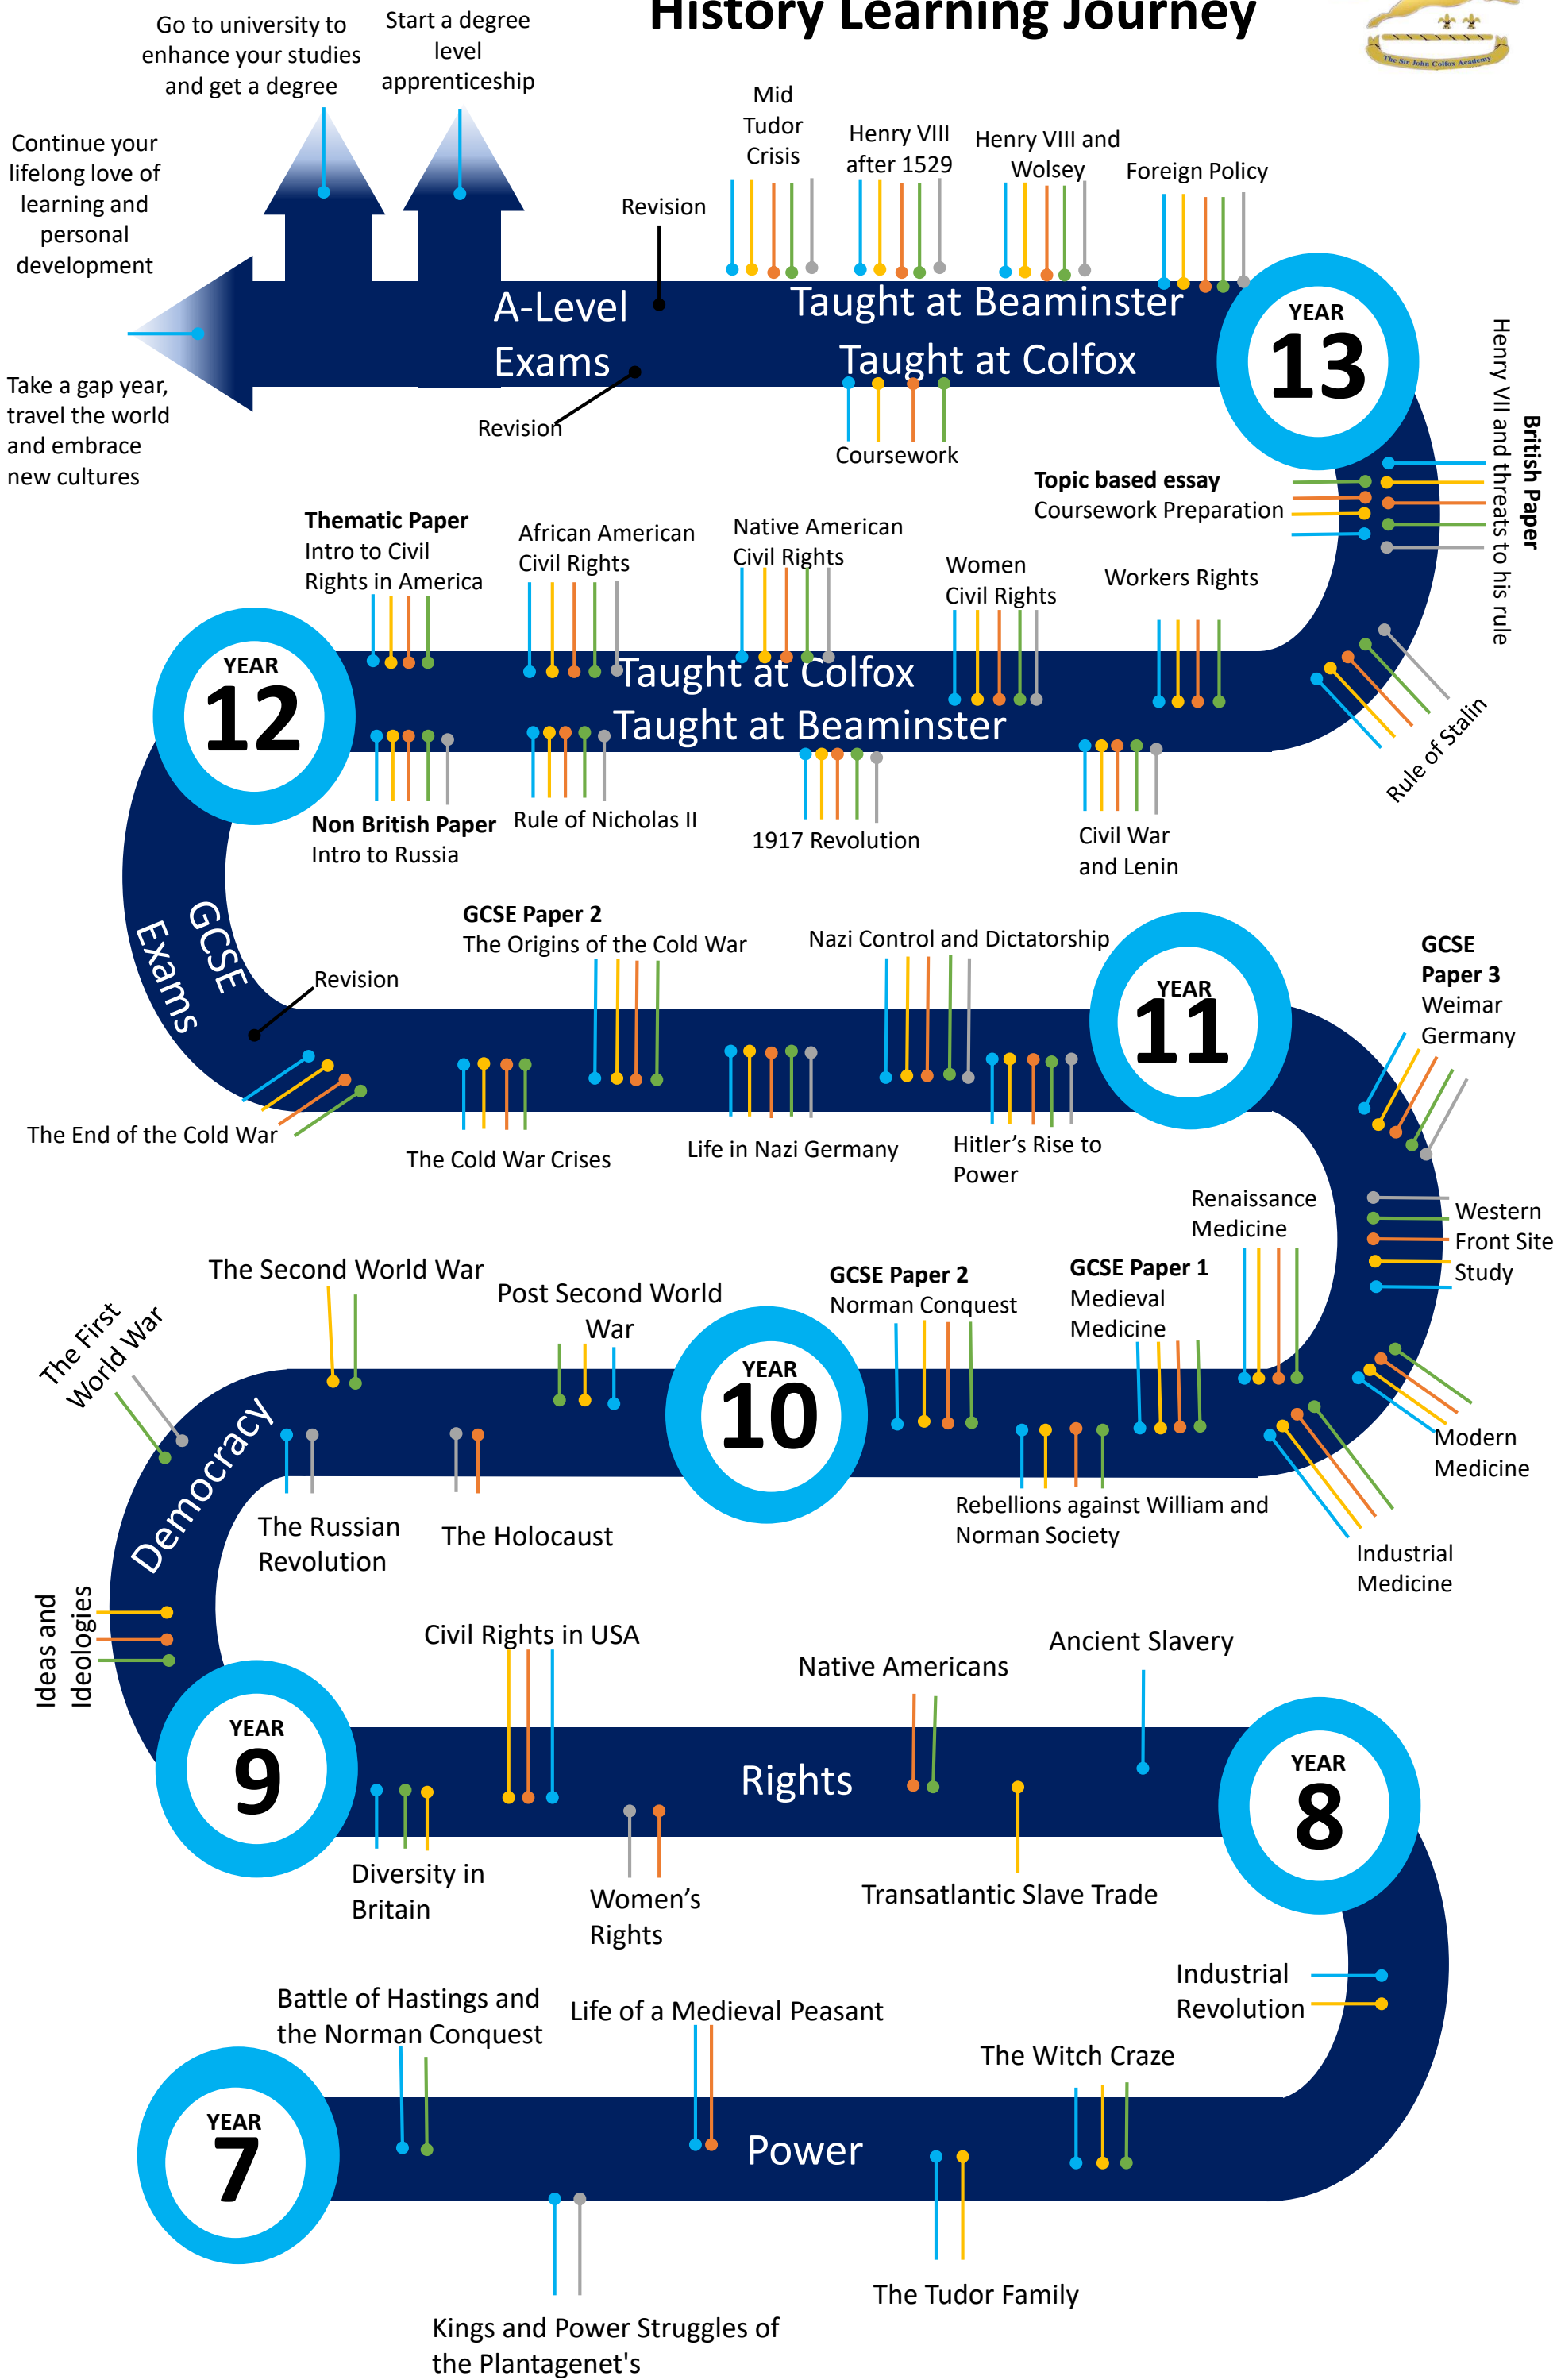 History Learning Journey
The Sir John Colfox Academy
Go to university to
enhance your studies
and get a degree
Start a degree
level
apprenticeship
Continue your
lifelong love of
learning and
personal
development
Take a gap year,
travel the world
and embrace
new cultures
Revision
Mid
Tudor
Crisis
Henry VIII
after 1529
Henry VIII and
Wolsey
Foreign Policy
A-Level
Exams
Taught at Beaminster
Taught at Colfox
YEAR
13
Revision
Coursework
British Paper
Henry VII and threats to his rule
Topic based essay
Coursework Preparation
Thematic Paper
Intro to Civil
Rights in America
African American
Civil Rights
Native American
Civil Rights
Women
Civil Rights
Workers Rights
YEAR
12
Taught at Colfox
Taught at Beaminster
Rule of Stalin
Non British Paper
Intro to Russia
Rule of Nicholas II
1917 Revolution
Civil War
and Lenin
GCSE
Exams
Revision
GCSE Paper 2
The Origins of the Cold War
Nazi Control and Dictatorship
YEAR
11
GCSE
Paper 3
Weimar
Germany
The End of the Cold War
The Cold War Crises
Life in Nazi Germany
Hitler's Rise to
Power
Western
Front Site
Study
Renaissance
Medicine
The First
World War
The Second World War
Post Second World
War
YEAR
10
GCSE Paper 2
Norman Conquest
GCSE Paper 1
Medieval
Medicine
Modern
Medicine
Democracy
The Russian
Revolution
The Holocaust
Rebellions against William and
Norman Society
Industrial
Medicine
Ideas and
Ideologies
Civil Rights in USA
Native Americans
Ancient Slavery
YEAR
9
Rights
YEAR
8
Diversity in
Britain
Women's
Rights
Transatlantic Slave Trade
Industrial
Revolution
Battle of Hastings and
the Norman Conquest
Life of a Medieval Peasant
The Witch Craze
YEAR
7
Power
The Tudor Family
Kings and Power Struggles of
the Plantagenet's